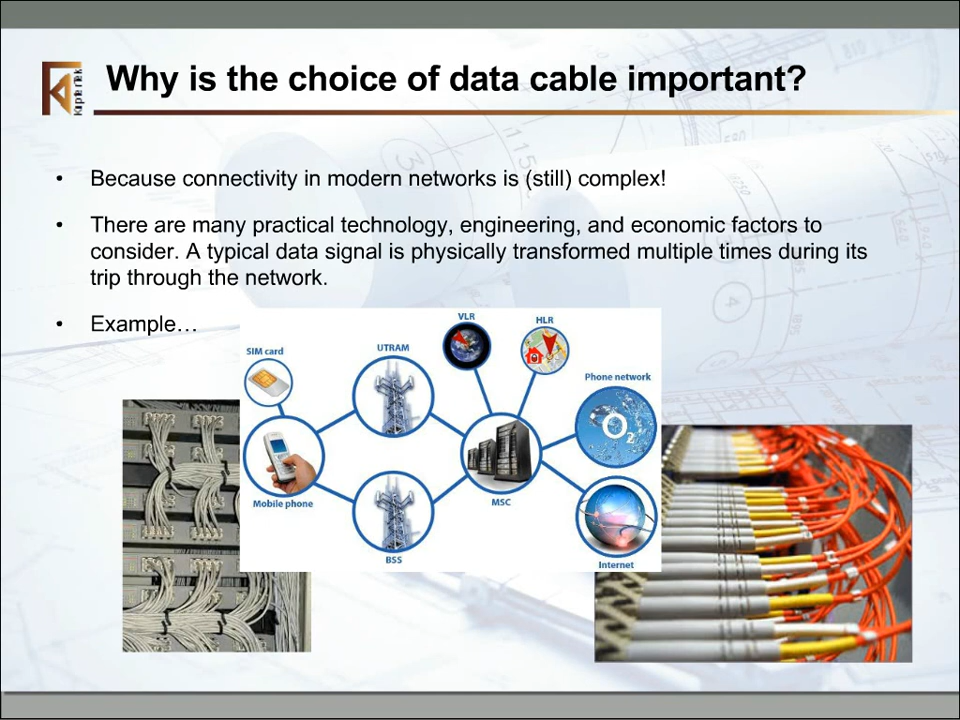 KapterTek
Why is the choice of data cable important?
• Because connectivity in modern networks is (still) complex!
• There are many practical technology, engineering, and economic factors to
consider. A typical data signal is physically transformed multiple times during its
trip through the network.
• Example…
VLR
HLR
SIM card
UTRAM
Phone network
O2
Mobile phone
MSC
BSS
Internet